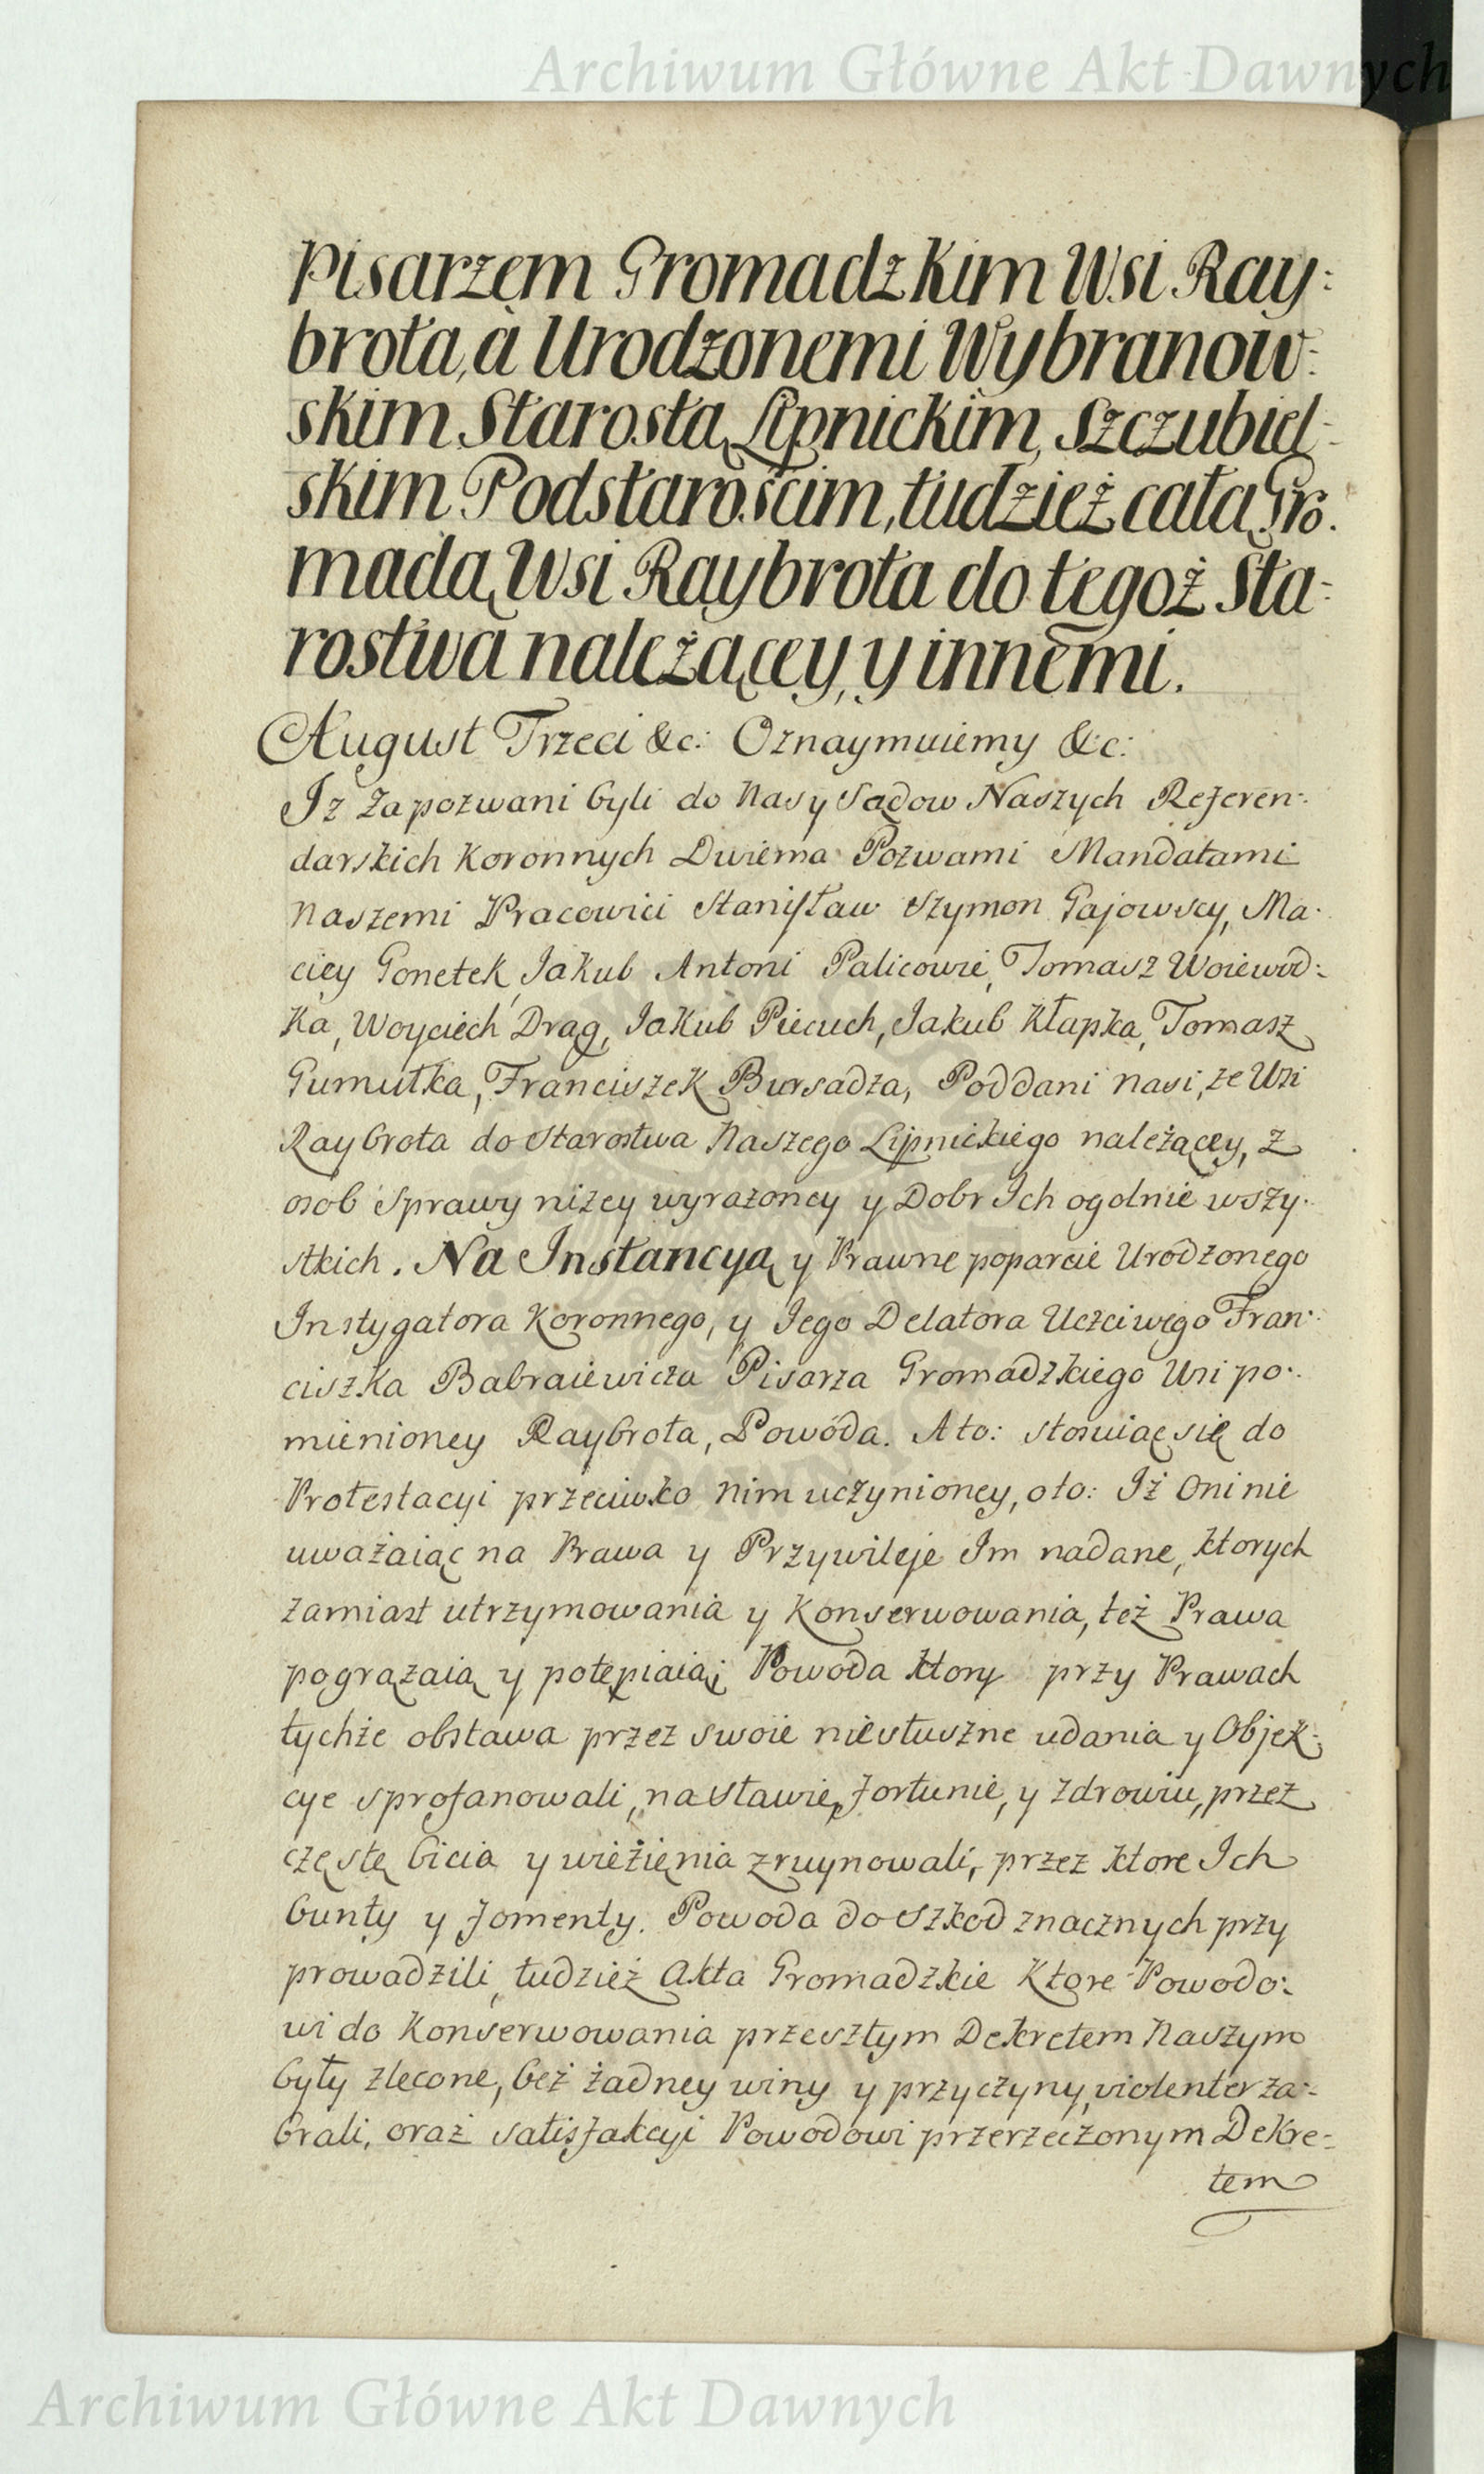 Archiwum Główne Akt Dawnych
Pisarzem Gromadzkim Wsi Ray:
brota, à Urodzonemi Wybranow:
skim Starostą Lipnickim, Szczubiel:
skim Podstarościm, tudzież całą Gro.
madą Wsi Raybrota do tegoż Sta:
rostwa należącey, y innemi.
August Trzeci &c: Oznaymuiemy &c:
Iż Zapozwani byli do Nas y Sądow Naszych Referen:
darskich Koronnych Dwiema Pozwami Mandatami
Naszemi Pracowici Stanisław Szymon Gajowscy, Ma:
ciey Gonetek, Jakub Antoni Palicowie, Tomasz Woiewod:
ka, Woyciech Drąg, Jakub Piecuch, Jakub Kłapka, Tomasz
Gumułka, Franciszek Bursadza, Poddani nasi, ze Wsi
Raybrota do Starostwa Naszego Lipnickiego należącey, z
osob Sprawy niżey wyrażoney y Dobr Ich ogolnie wszy:
stkich. Na Instancyą y Prawne poparcie Urodzonego
Instygatora Koronnego, y Jego Delatora Uczciwego Fran:
ciszka Babraiewicza Pisarza Gromadzkiego Wsi po:
mienioney Raybrota, Powoda. A to: stosuiąc się do
Protestacyi przeciwko nim uczynioney, oto: Iż Oni nie
uważaiąc na Prawa y Przywileje Im nadane, ktorych
zamiast utrzymowania y Konserwowania, też Prawa
pogrążaią y potępiaią; Powoda ktory przy Prawach
tychże obstawa przez swoie niesłuszne udania y Objek:
cye sprofanowali, na sławie, fortunie, y zdrowiu, przez
częste bicia y więzienia zruynowali, przez ktore Ich
bunty y fomenty. Powoda do szkod znacznych przy
prowadzili, tudzież Akta Gromadzkie Ktore Powodo:
wi do Konserwowania przeszłym Dekretem Naszym
były zlecone, bez żadney winy y przyczyny, violenter za:
brali, oraz satisfakcyi Powodowi przerzeczonym Dekre:
tem
Archiwum Główne Akt Dawnych